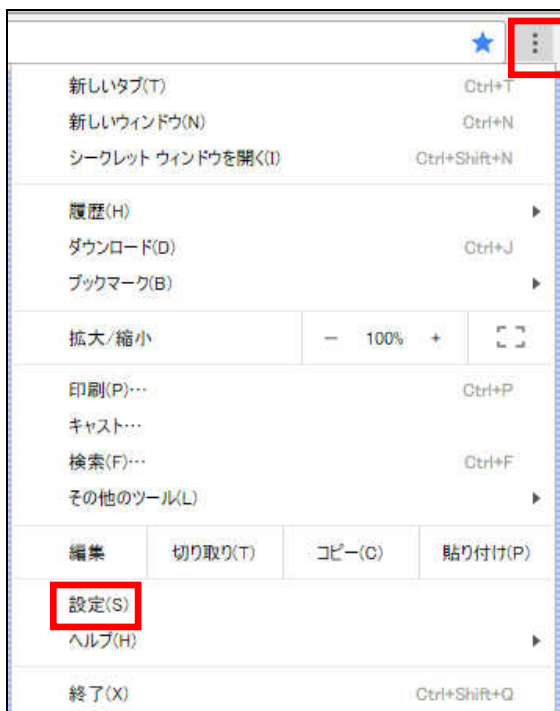 新しいタブ(T) Ctrl+T
新しいウィンドウ(N) Ctrl+N
シークレット ウィンドウを開く(I) Ctrl+Shift+N
履歴(H)
ダウンロード(D) Ctrl+J
ブックマーク(B)
拡大/縮小 − 100% +
印刷(P)… Ctrl+P
キャスト…
検索(F)… Ctrl+F
その他のツール(L)
編集 切り取り(T) コピー(C) 貼り付け(P)
設定(S)
ヘルプ(H)
終了(X) Ctrl+Shift+Q